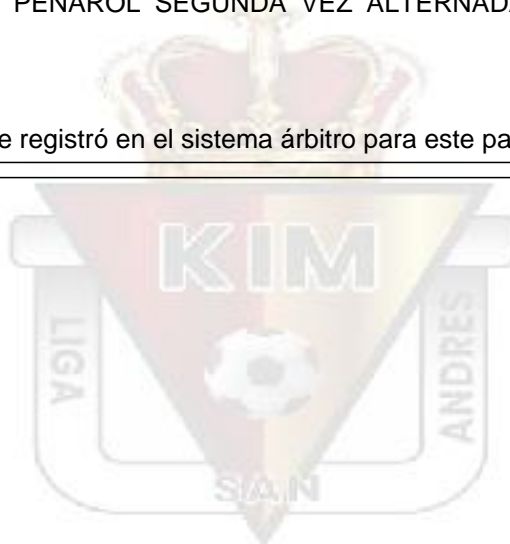 PEÑAROL SEGUNDA VEZ ALTERNADA
e registró en el sistema árbitro para este pa
KIM
LIGA
ANDRES
SAN